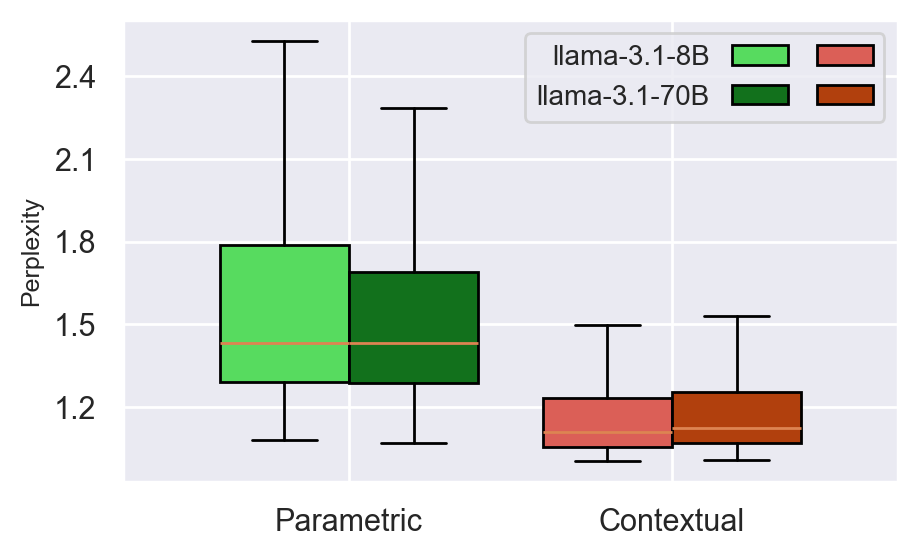 llama-3.1-8B
llama-3.1-70B
Perplexity
2.4
2.1
1.8
1.5
1.2
Parametric
Contextual